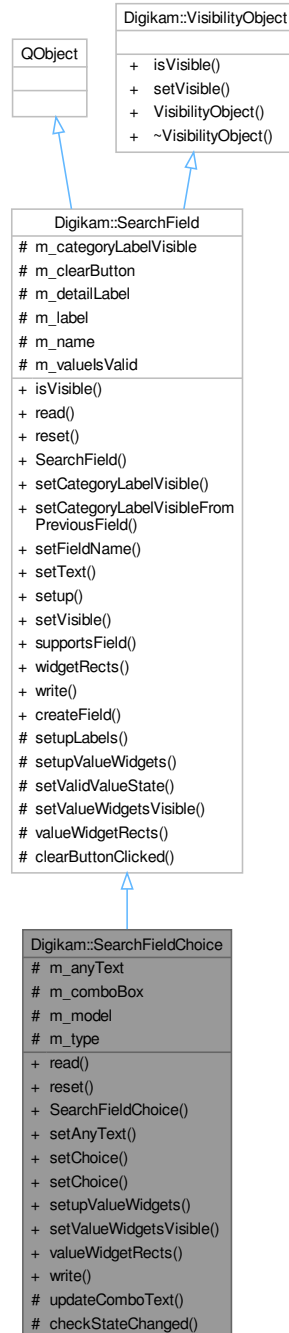 Digikam::VisibilityObject
+ isVisible()
+ setVisible()
+ VisibilityObject()
+ ~VisibilityObject()
QObject
Digikam::SearchField
# m_categoryLabelVisible
# m_clearButton
# m_detailLabel
# m_label
# m_name
# m_valueIsValid
+ isVisible()
+ read()
+ reset()
+ SearchField()
+ setCategoryLabelVisible()
+ setCategoryLabelVisibleFrom
PreviousField()
+ setFieldName()
+ setText()
+ setup()
+ setVisible()
+ supportsField()
+ widgetRects()
+ write()
+ createField()
# setupLabels()
# setupValueWidgets()
# setValidValueState()
# setValueWidgetsVisible()
# valueWidgetRects()
# clearButtonClicked()
Digikam::SearchFieldChoice
# m_anyText
# m_comboBox
# m_model
# m_type
+ read()
+ reset()
+ SearchFieldChoice()
+ setAnyText()
+ setChoice()
+ setChoice()
+ setupValueWidgets()
+ setValueWidgetsVisible()
+ valueWidgetRects()
+ write()
# updateComboText()
# checkStateChanged()